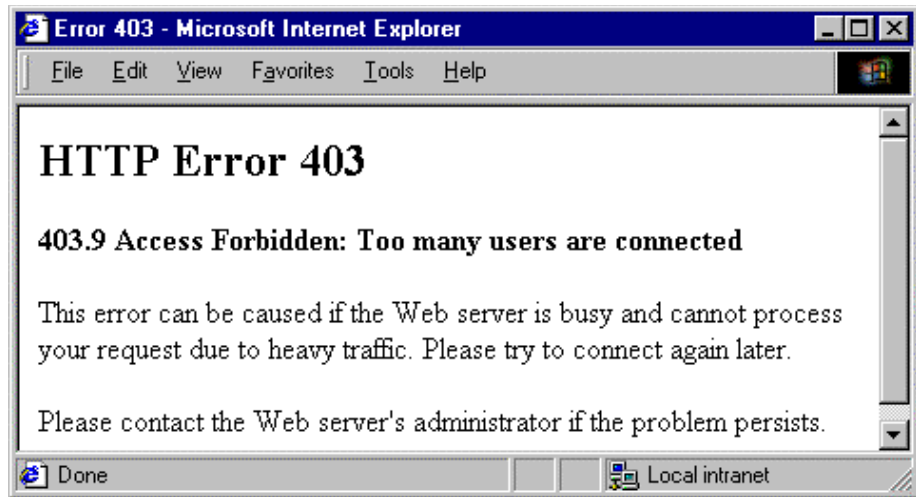 Error 403 - Microsoft Internet Explorer
File Edit View Favorites Tools Help
HTTP Error 403
403.9 Access Forbidden: Too many users are connected
This error can be caused if the Web server is busy and cannot process
your request due to heavy traffic. Please try to connect again later.
Please contact the Web server's administrator if the problem persists.
Done Local intranet